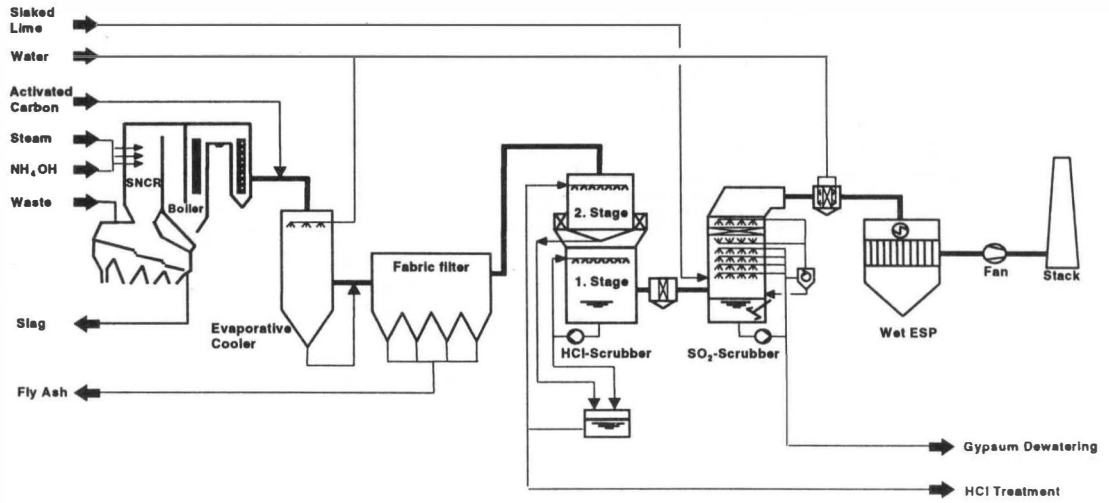 Slaked
Lime
Water
Activated
Carbon
Steam
NH₄OH
Waste
SNCR
Boiler
Slag
Evaporative
Cooler
Fabric filter
Fly Ash
2. Stage
1. Stage
HCl-Scrubber
SO₂-Scrubber
Wet ESP
Fan
Stack
Gypsum Dewatering
HCl Treatment